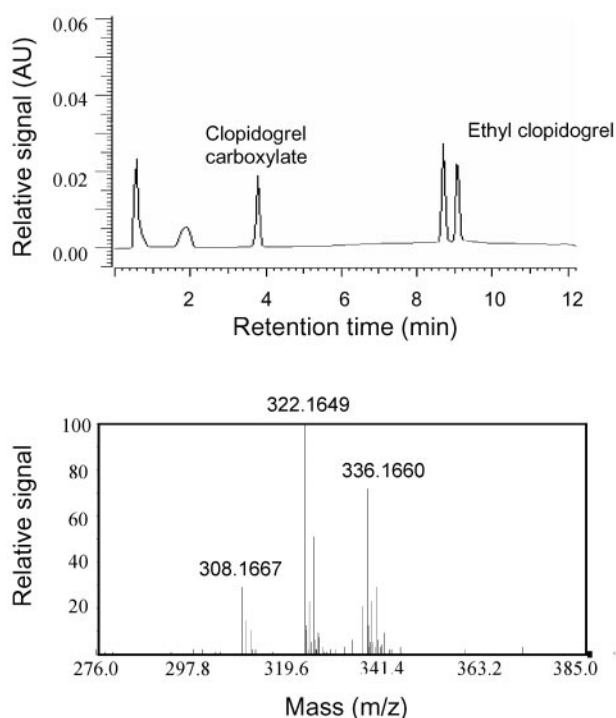 0.06
0.04
0.02
0.00
Relative signal (AU)
Clopidogrel
carboxylate
Ethyl clopidogrel
2 4 6 8 10 12
Retention time (min)
322.1649
336.1660
308.1667
100
80
60
40
20
0
Relative signal
276.0 297.8 319.6 341.4 363.2 385.0
Mass (m/z)